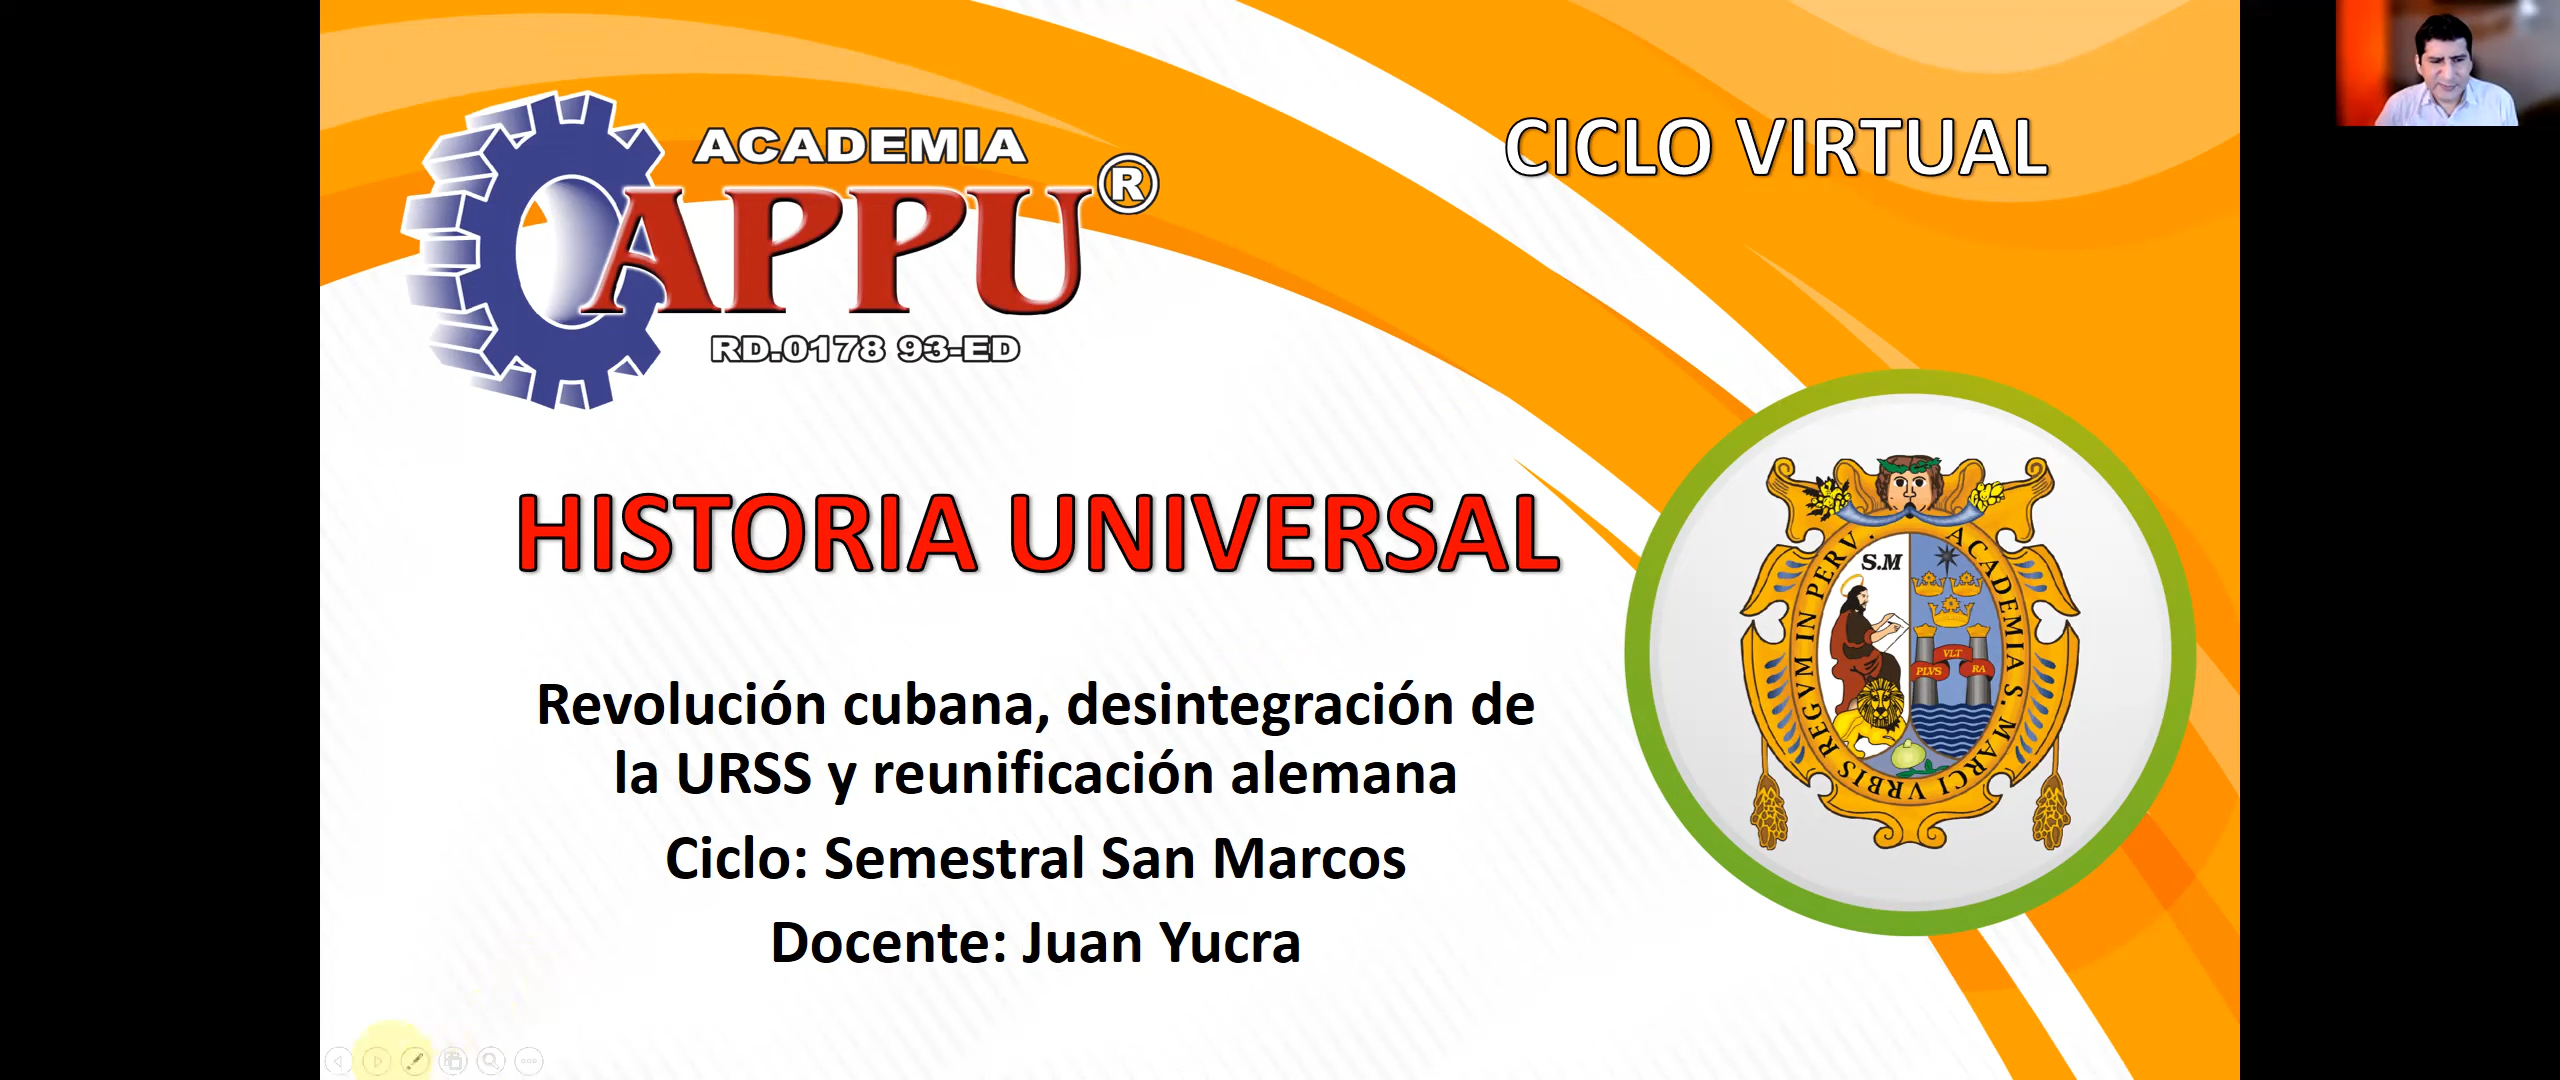 ACADEMIA
APPU®
RD.0178 93-ED
CICLO VIRTUAL
HISTORIA UNIVERSAL
Revolución cubana, desintegración de
la URSS y reunificación alemana
Ciclo: Semestral San Marcos
Docente: Juan Yucra
ACADEMIA S. MARCI VRBIS REGVM IN PERV.
S.M
PLVS VLT RA